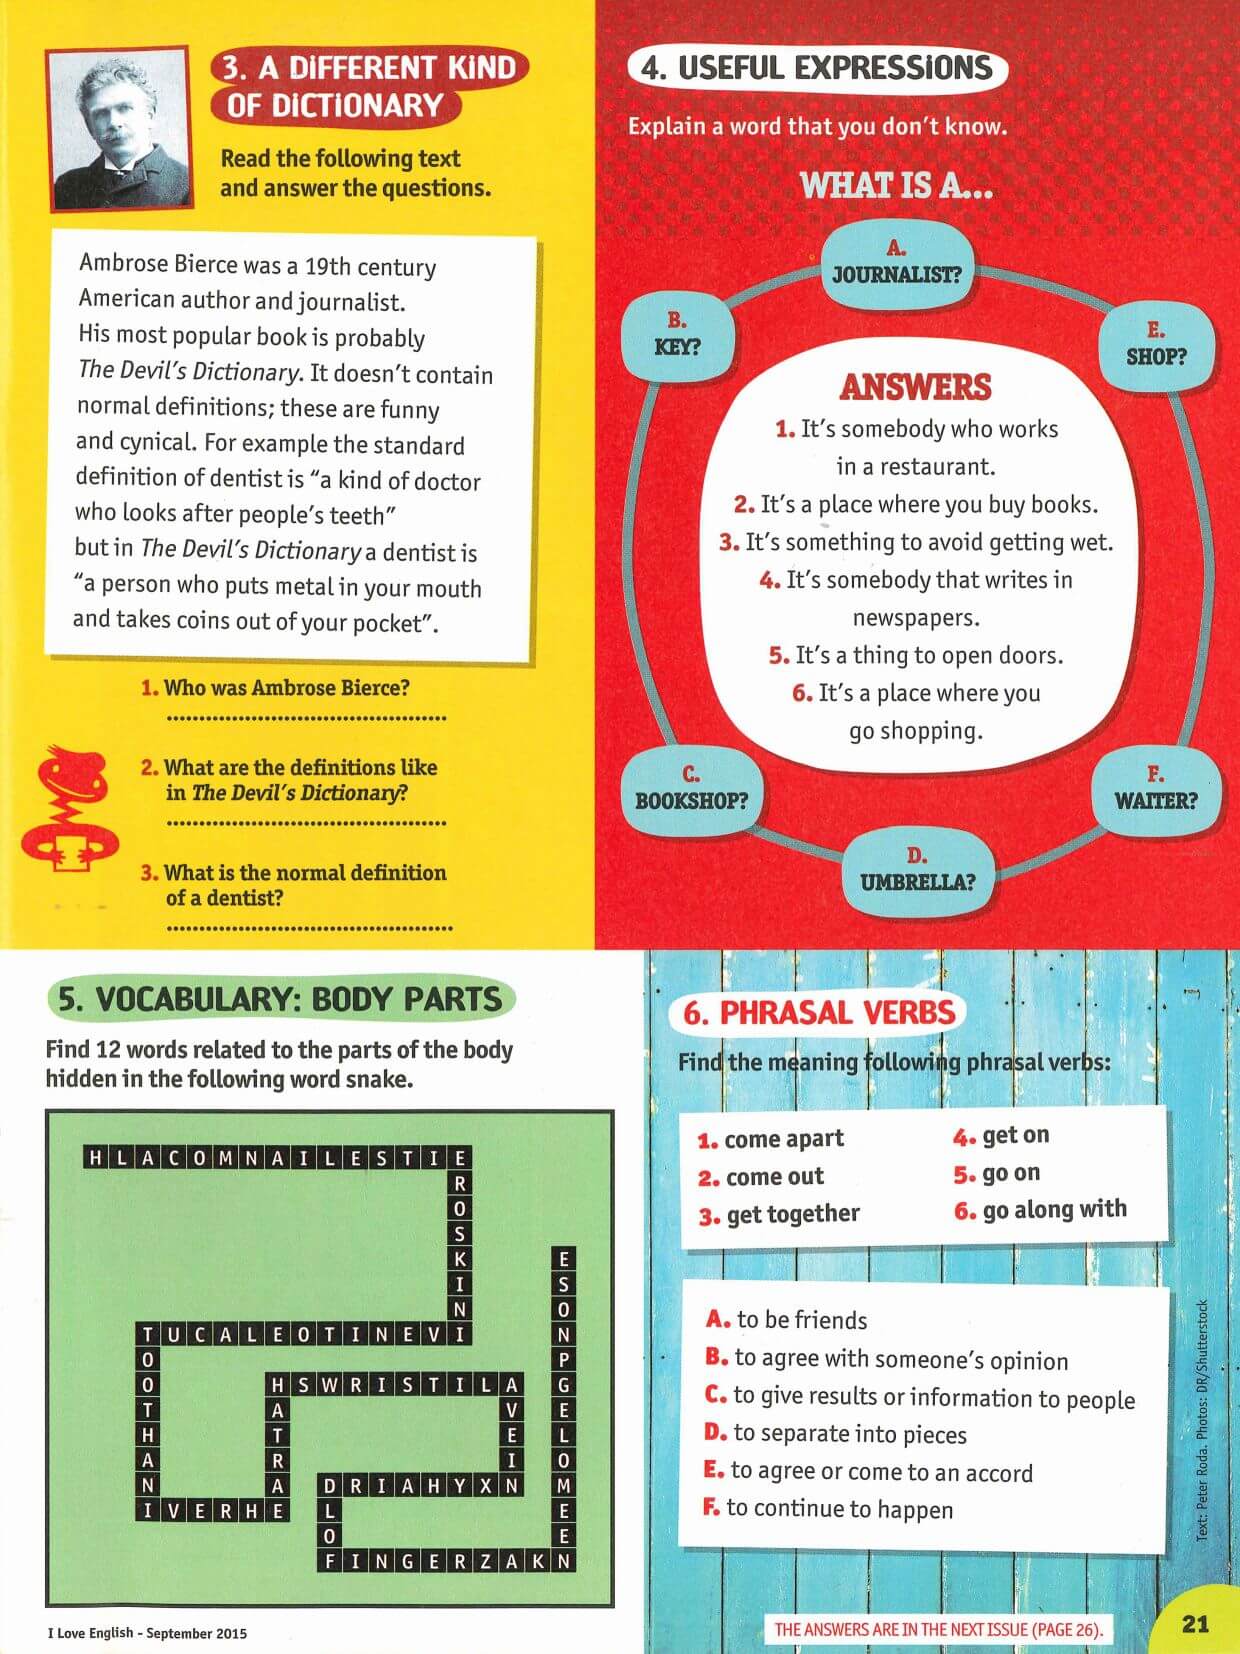 3. A DiFFERENT KiND
OF DiCTiONARY
Read the following text
and answer the questions.
Ambrose Bierce was a 19th century
American author and journalist.
His most popular book is probably
The Devil's Dictionary. It doesn't contain
normal definitions; these are funny
and cynical. For example the standard
definition of dentist is “a kind of doctor
who looks after people's teeth”
but in The Devil's Dictionary a dentist is
“a person who puts metal in your mouth
and takes coins out of your pocket”.
1. Who was Ambrose Bierce?
2. What are the definitions like
in The Devil's Dictionary?
3. What is the normal definition
of a dentist?
4. USEFUL EXPRESSiONS
Explain a word that you don't know.
WHAT IS A...
A.
JOURNALIST?
B.
KEY?
E.
SHOP?
ANSWERS
1. It's somebody who works
in a restaurant.
2. It's a place where you buy books.
3. It's something to avoid getting wet.
4. It's somebody that writes in
newspapers.
5. It's a thing to open doors.
6. It's a place where you
go shopping.
C.
BOOKSHOP?
F.
WAITER?
D.
UMBRELLA?
5. VOCABULARY: BODY PARTS
Find 12 words related to the parts of the body
hidden in the following word snake.
H L A C O M N A I L E S T I E
R
O
S
K
I
N
T U C A L E O T I N E V I
O
O
T
H
A
N
I V E R H E
A
R
T
A
H S W R I S T I L A
V
E
I
D R I A H Y X N
L
O
F I N G E R Z A K N
E
E
M
O
L
E
G
P
N
O
S
E
6. PHRASAL VERBS
Find the meaning following phrasal verbs:
1. come apart
2. come out
3. get together
4. get on
5. go on
6. go along with
A. to be friends
B. to agree with someone's opinion
C. to give results or information to people
D. to separate into pieces
E. to agree or come to an accord
F. to continue to happen
Text: Peter Roda. Photos: DR/Shutterstock
THE ANSWERS ARE IN THE NEXT ISSUE (PAGE 26).
I Love English - September 2015
21